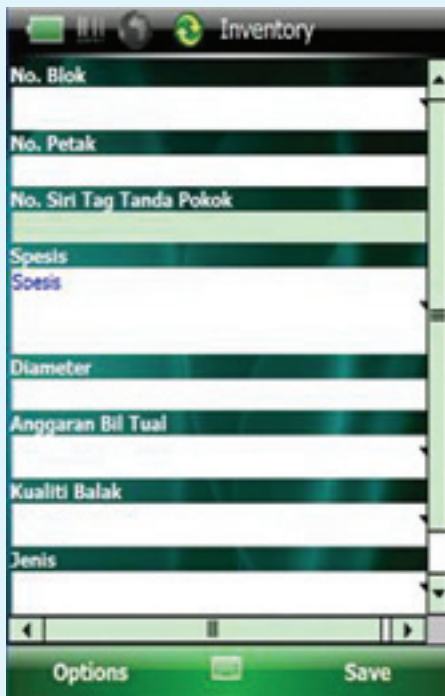 Inventory
No. Blok
No. Petak
No. Siri Tag Tanda Pokok
Spesis
Spesis
Diameter
Anggaran Bil Tual
Kualiti Balak
Jenis
Options
Save